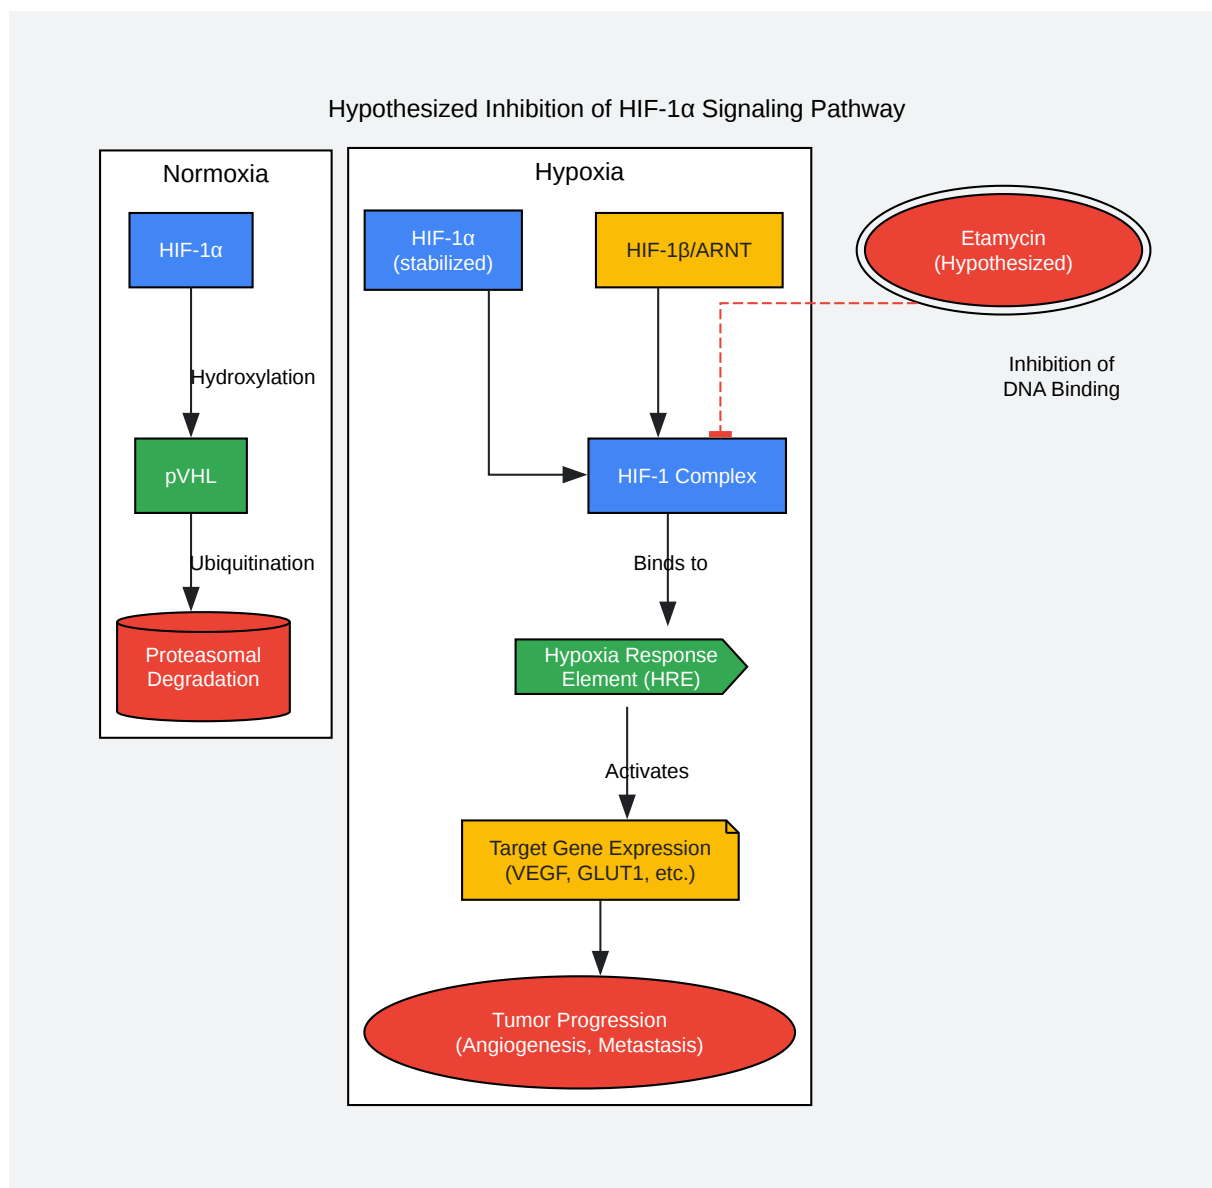 Hypothesized Inhibition of HIF-1α Signaling Pathway
Normoxia
HIF-1α
Hydroxylation
pVHL
Ubiquitination
Proteasomal
Degradation
Hypoxia
HIF-1α
(stabilized)
HIF-1β/ARNT
HIF-1 Complex
Binds to
Hypoxia Response
Element (HRE)
Activates
Target Gene Expression
(VEGF, GLUT1, etc.)
Tumor Progression
(Angiogenesis, Metastasis)
Etamycin
(Hypothesized)
Inhibition of
DNA Binding